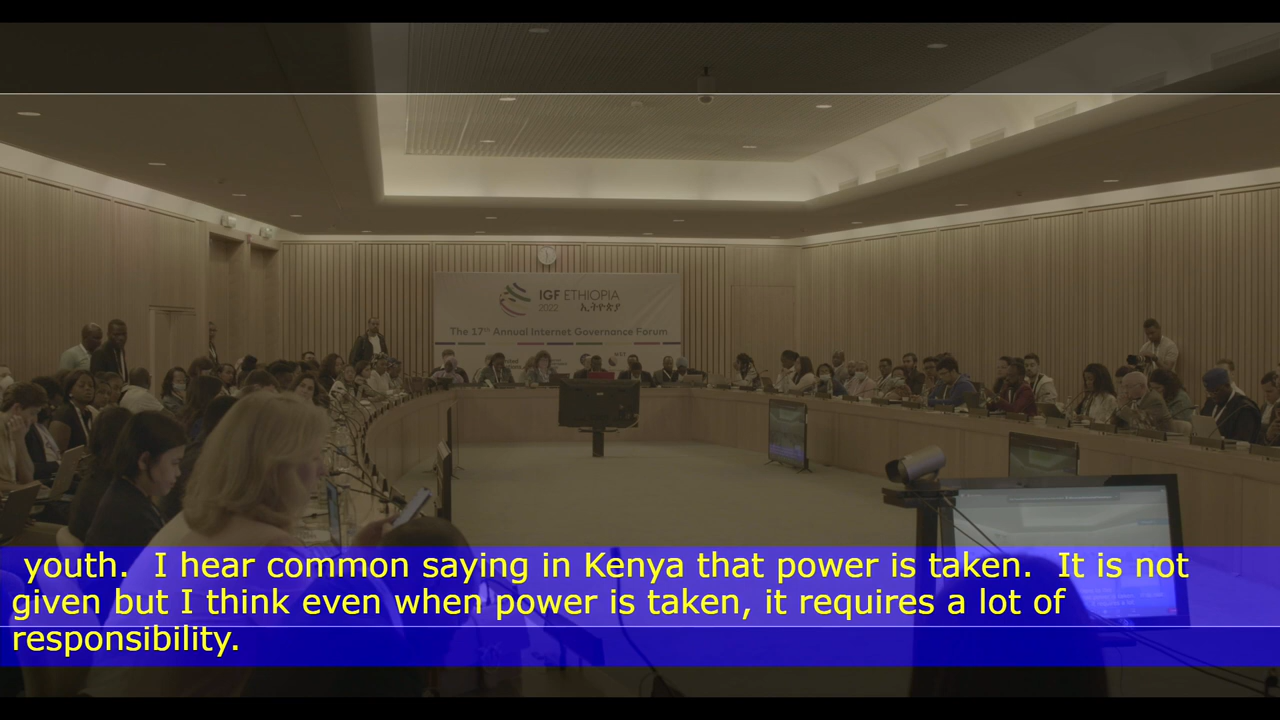 IGF ETHIOPIA
2022 ኢትዮጵያ
The 17th Annual Internet Governance Forum
youth.  I hear common saying in Kenya that power is taken.  It is not
given but I think even when power is taken, it requires a lot of
responsibility.